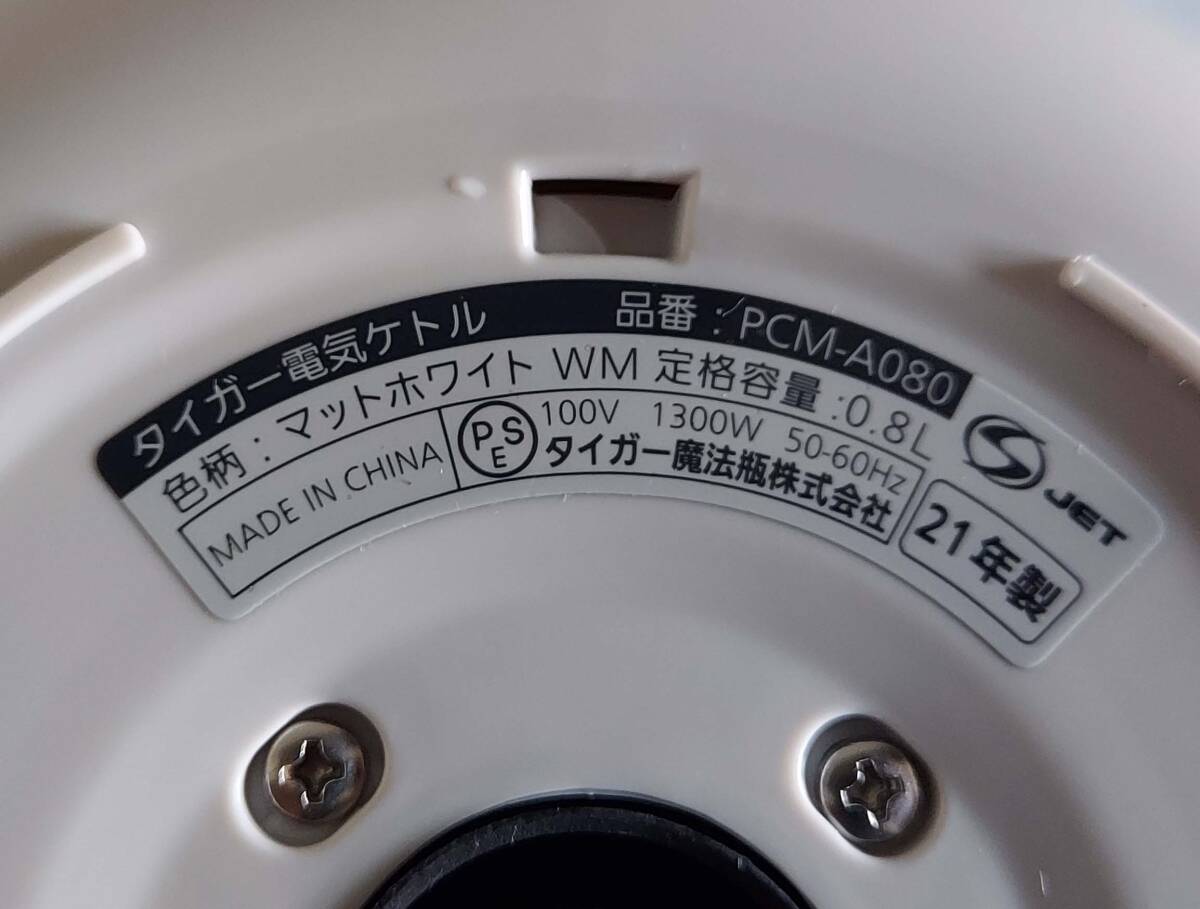 タイガー電気ケトル 品番:PCM-A080
色柄:マットホワイト WM 定格容量:0.8L
MADE IN CHINA
PSE
100V 1300W 50-60Hz
タイガー魔法瓶株式会社
S JET
21年製